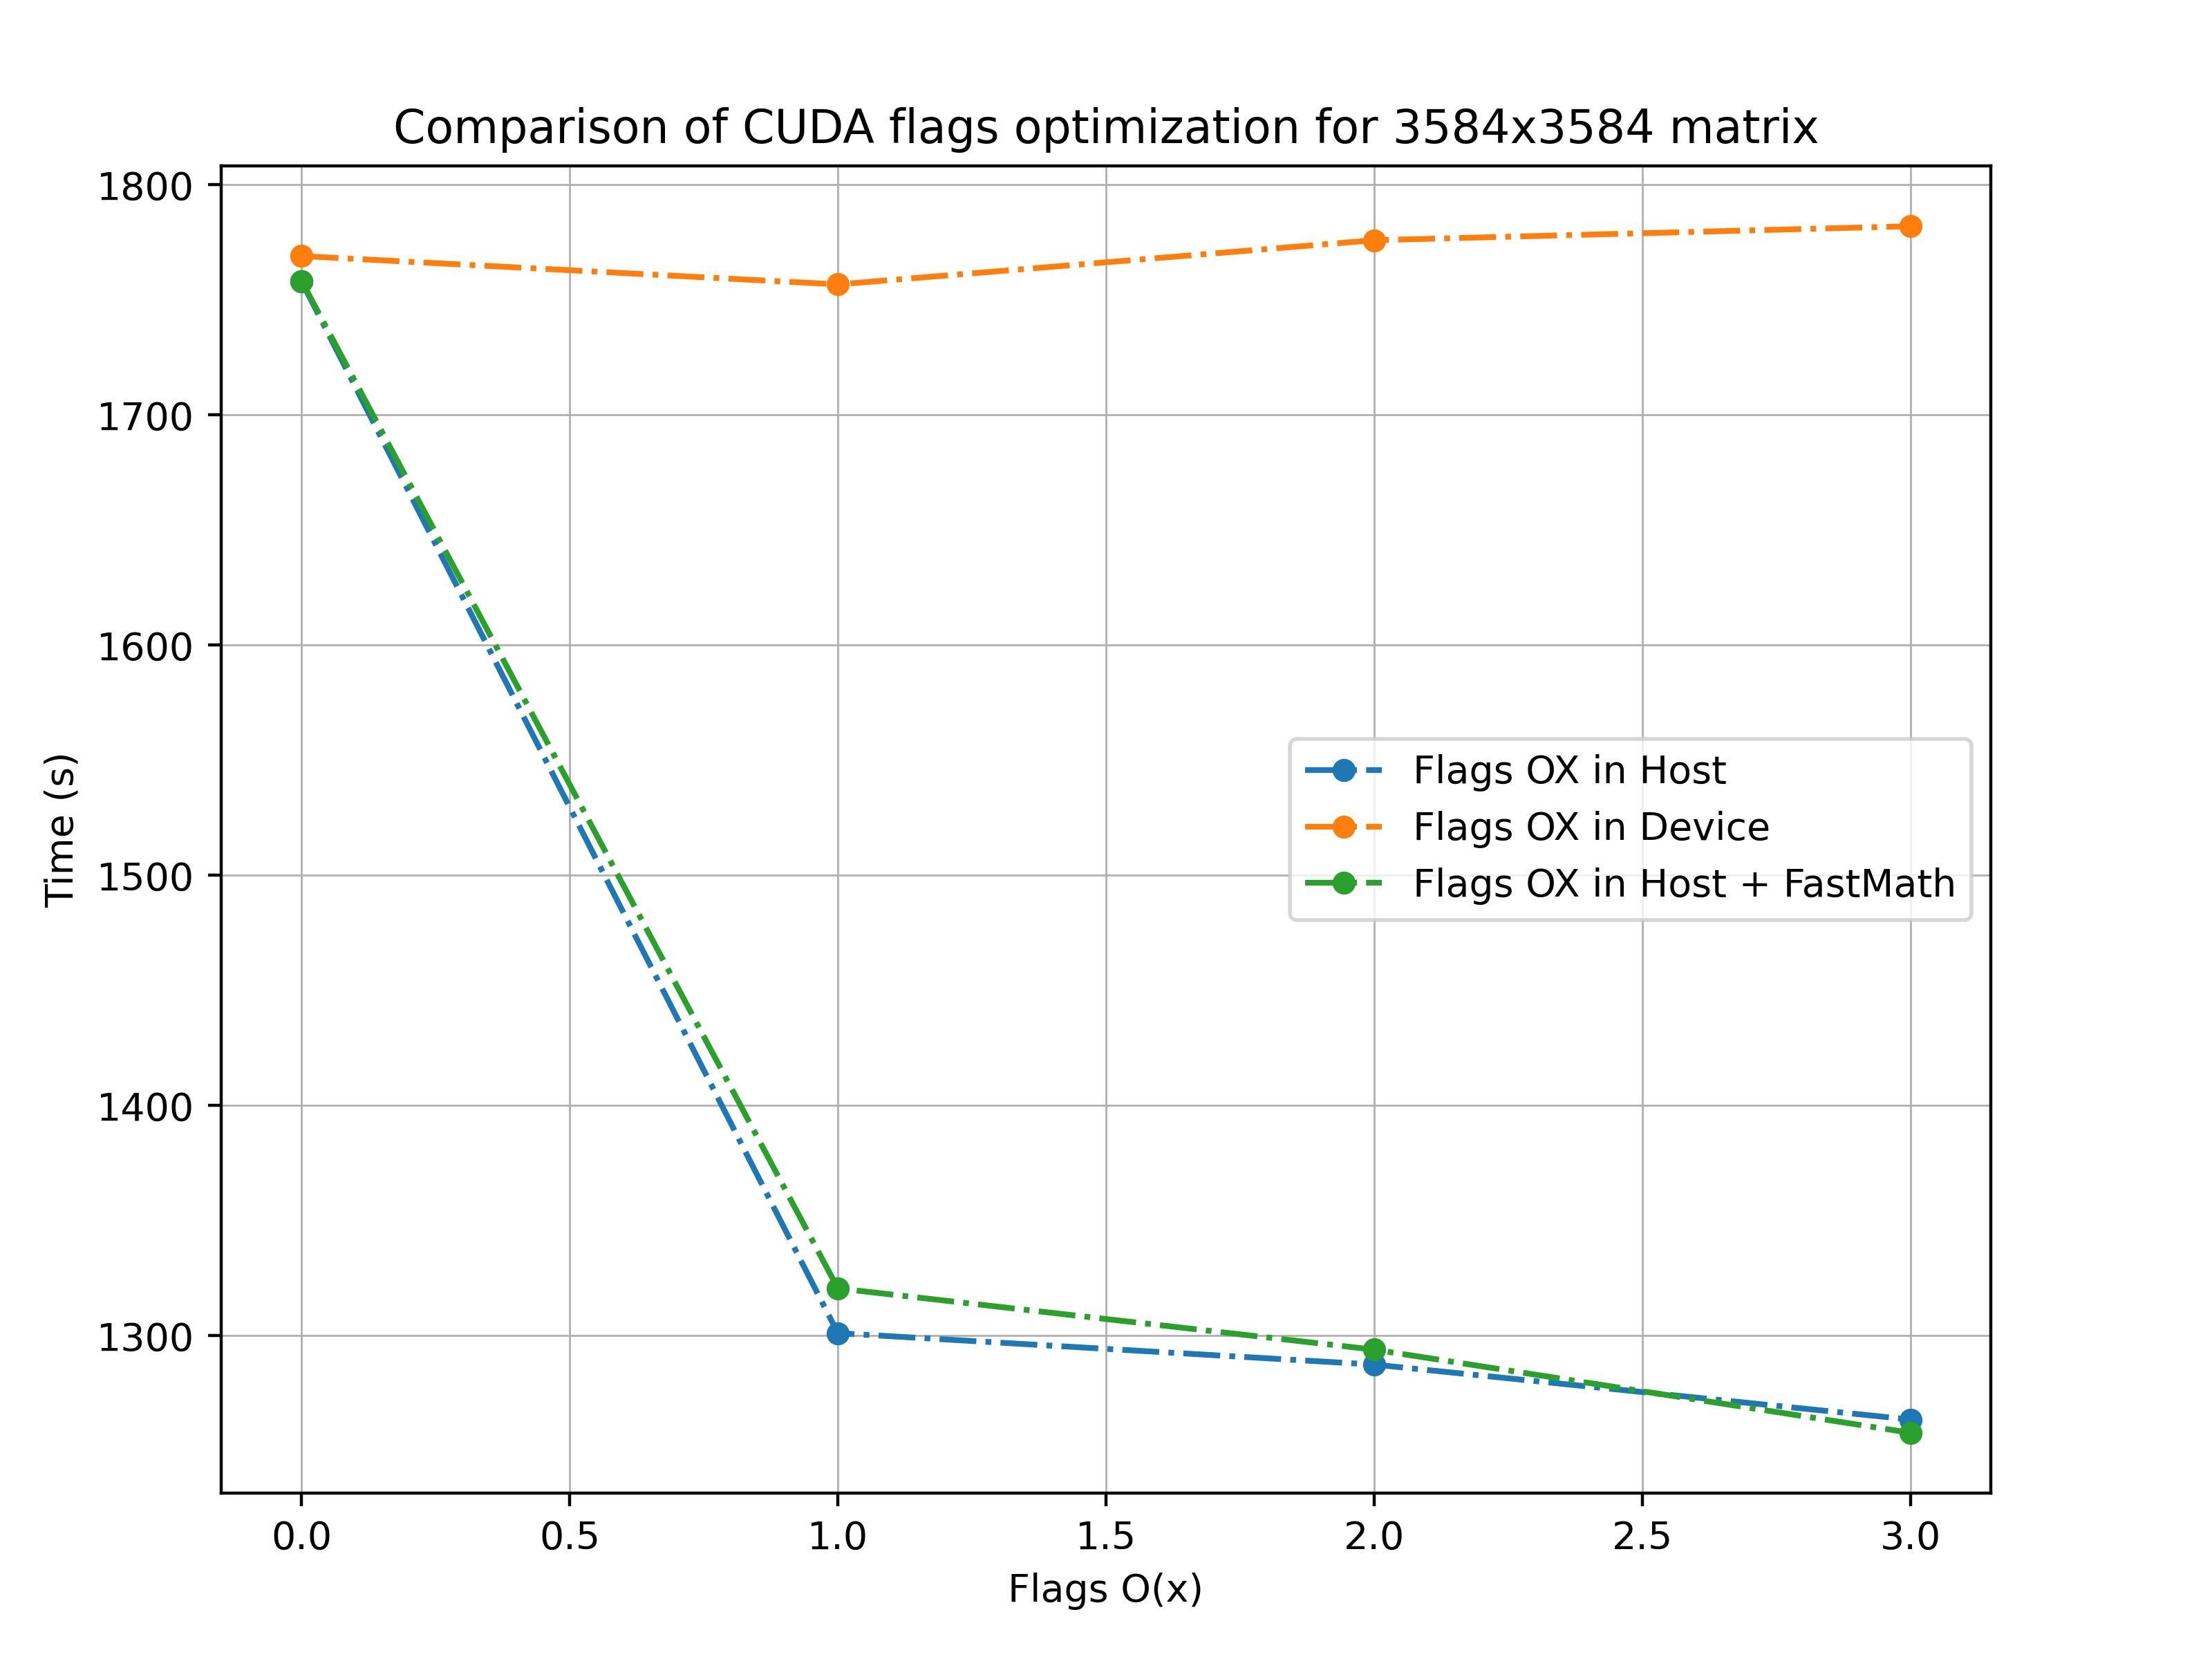 Comparison of CUDA flags optimization for 3584x3584 matrix
1800
1700
1600
1500
1400
1300
Time (s)
Flags OX in Host
Flags OX in Device
Flags OX in Host + FastMath
0.0 0.5 1.0 1.5 2.0 2.5 3.0
Flags O(x)